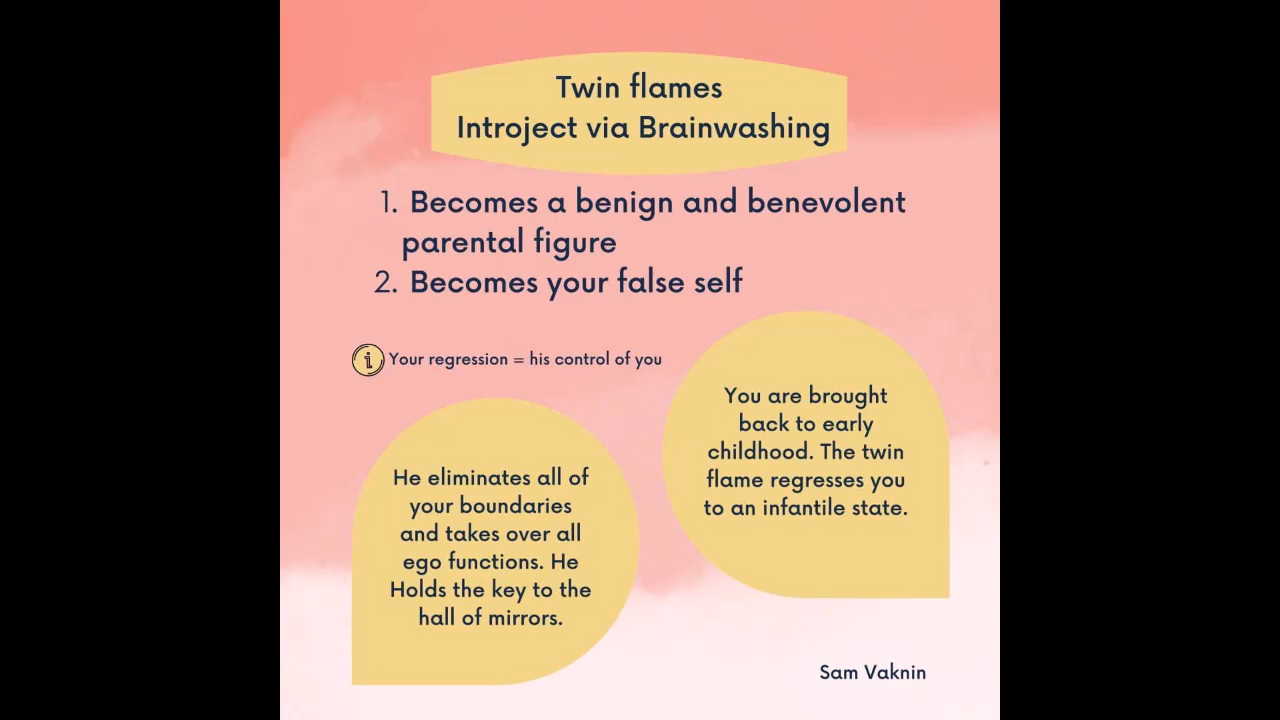 Twin flames
Introject via Brainwashing
1. Becomes a benign and benevolent
parental figure
2. Becomes your false self
i Your regression = his control of you
You are brought
back to early
childhood. The twin
flame regresses you
to an infantile state.
He eliminates all of
your boundaries
and takes over all
ego functions. He
Holds the key to the
hall of mirrors.
Sam Vaknin